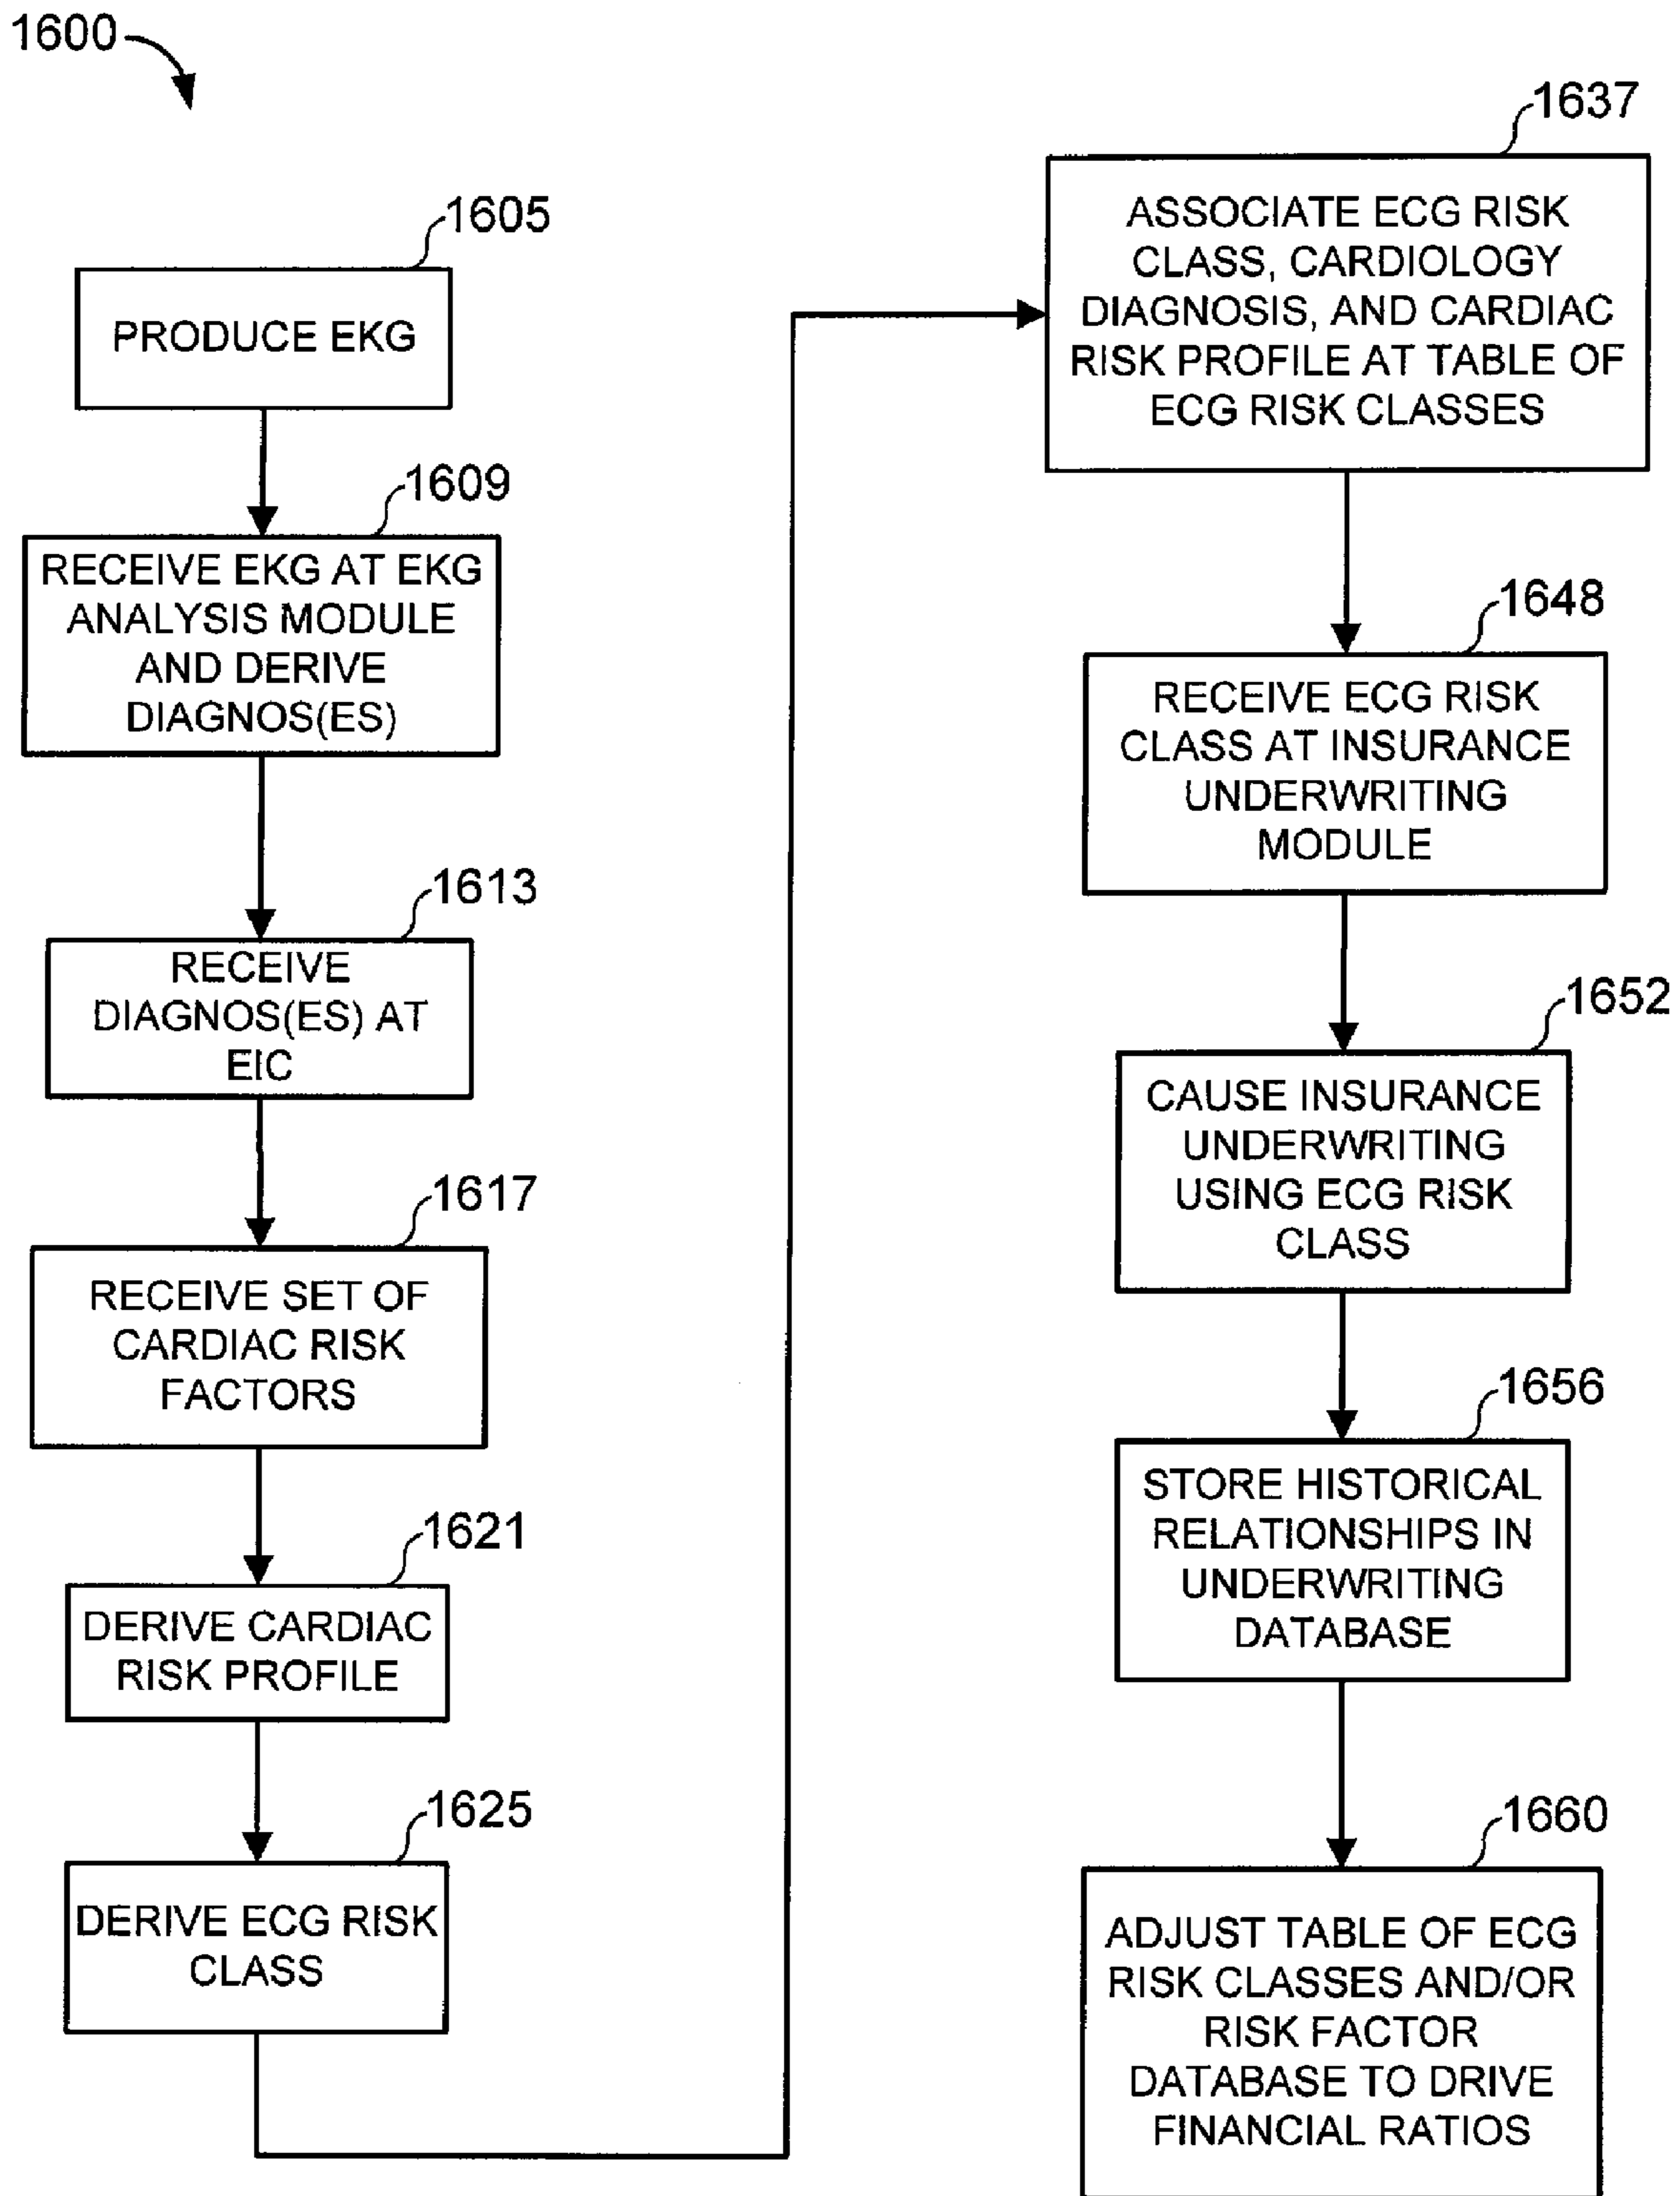 1600
1605
PRODUCE EKG
1609
RECEIVE EKG AT EKG
ANALYSIS MODULE
AND DERIVE
DIAGNOS(ES)
1613
RECEIVE
DIAGNOS(ES) AT
EIC
1617
RECEIVE SET OF
CARDIAC RISK
FACTORS
1621
DERIVE CARDIAC
RISK PROFILE
1625
DERIVE ECG RISK
CLASS
1637
ASSOCIATE ECG RISK
CLASS, CARDIOLOGY
DIAGNOSIS, AND CARDIAC
RISK PROFILE AT TABLE OF
ECG RISK CLASSES
1648
RECEIVE ECG RISK
CLASS AT INSURANCE
UNDERWRITING
MODULE
1652
CAUSE INSURANCE
UNDERWRITING
USING ECG RISK
CLASS
1656
STORE HISTORICAL
RELATIONSHIPS IN
UNDERWRITING
DATABASE
1660
ADJUST TABLE OF ECG
RISK CLASSES AND/OR
RISK FACTOR
DATABASE TO DRIVE
FINANCIAL RATIOS